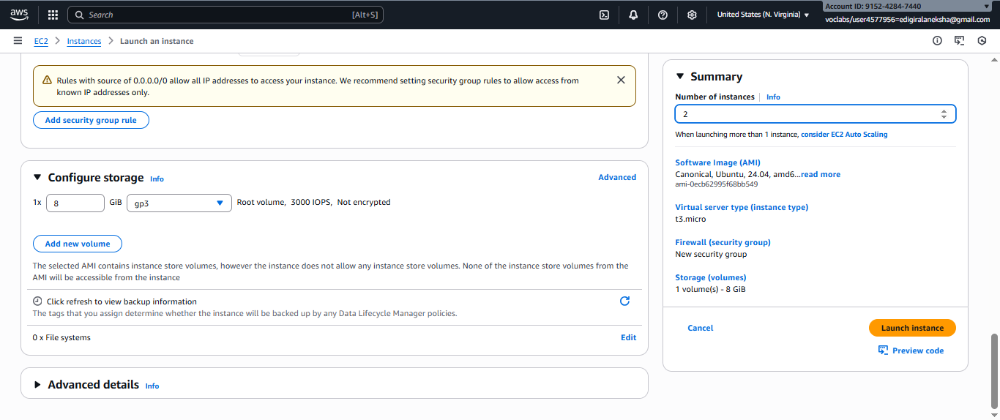 aws
Search
[Alt+S]
United States (N. Virginia)
Account ID: 9152-4284-7440
voclabs/user4577956=edigiralaneksha@gmail.com
EC2
Instances
Launch an instance
Rules with source of 0.0.0.0/0 allow all IP addresses to access your instance. We recommend setting security group rules to allow access from
known IP addresses only.
Add security group rule
Configure storage Info
Advanced
1x 8 GiB gp3 Root volume, 3000 IOPS, Not encrypted
Add new volume
The selected AMI contains instance store volumes, however the instance does not allow any instance store volumes. None of the instance store volumes from the
AMI will be accessible from the instance
Click refresh to view backup information
The tags that you assign determine whether the instance will be backed up by any Data Lifecycle Manager policies.
0 x File systems
Edit
Advanced details Info
Summary
Number of instances Info
2
When launching more than 1 instance, consider EC2 Auto Scaling
Software Image (AMI)
Canonical, Ubuntu, 24.04, amd6...read more
ami-0ecb62995f68bb549
Virtual server type (instance type)
t3.micro
Firewall (security group)
New security group
Storage (volumes)
1 volume(s) - 8 GiB
Cancel
Launch instance
Preview code